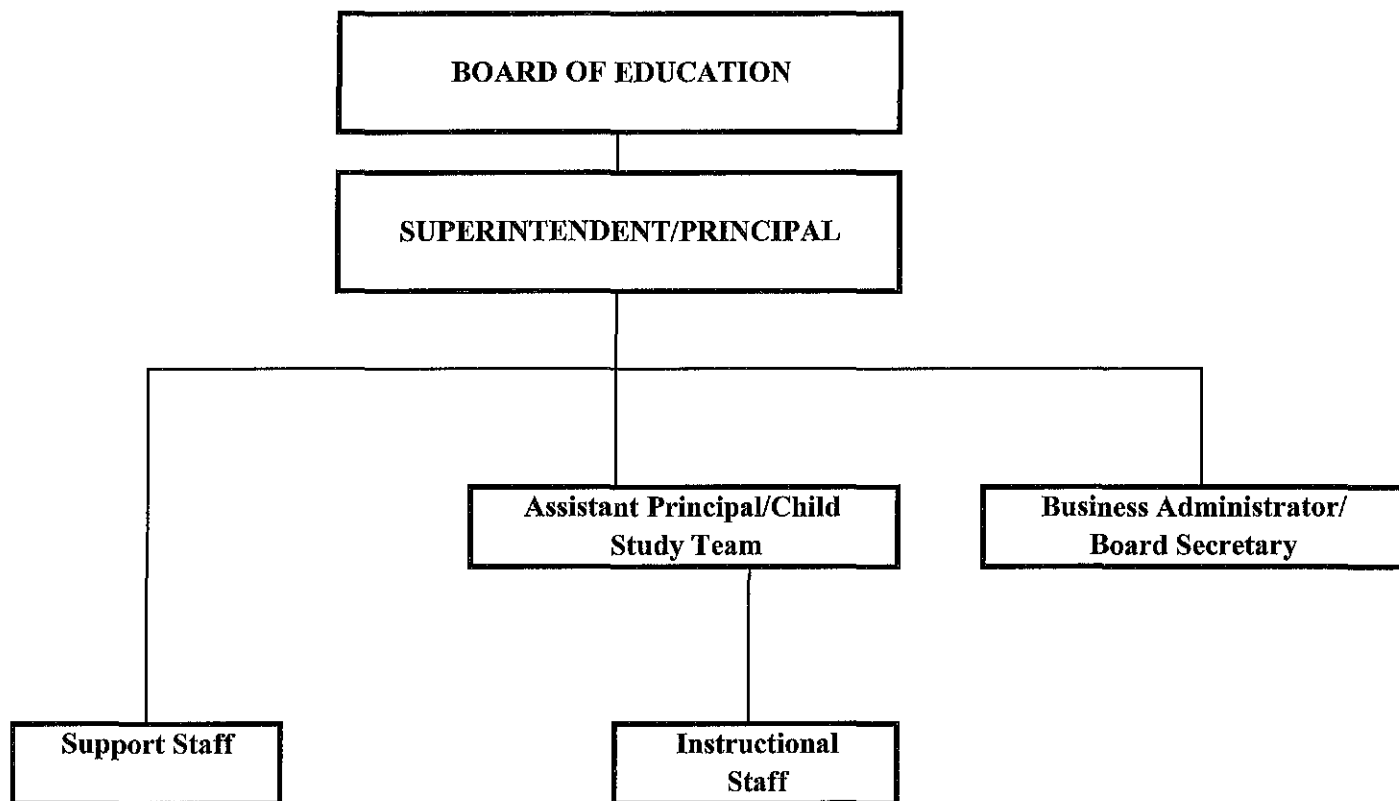 BOARD OF EDUCATION
SUPERINTENDENT/PRINCIPAL
Assistant Principal/Child
Study Team
Business Administrator/
Board Secretary
Support Staff
Instructional
Staff